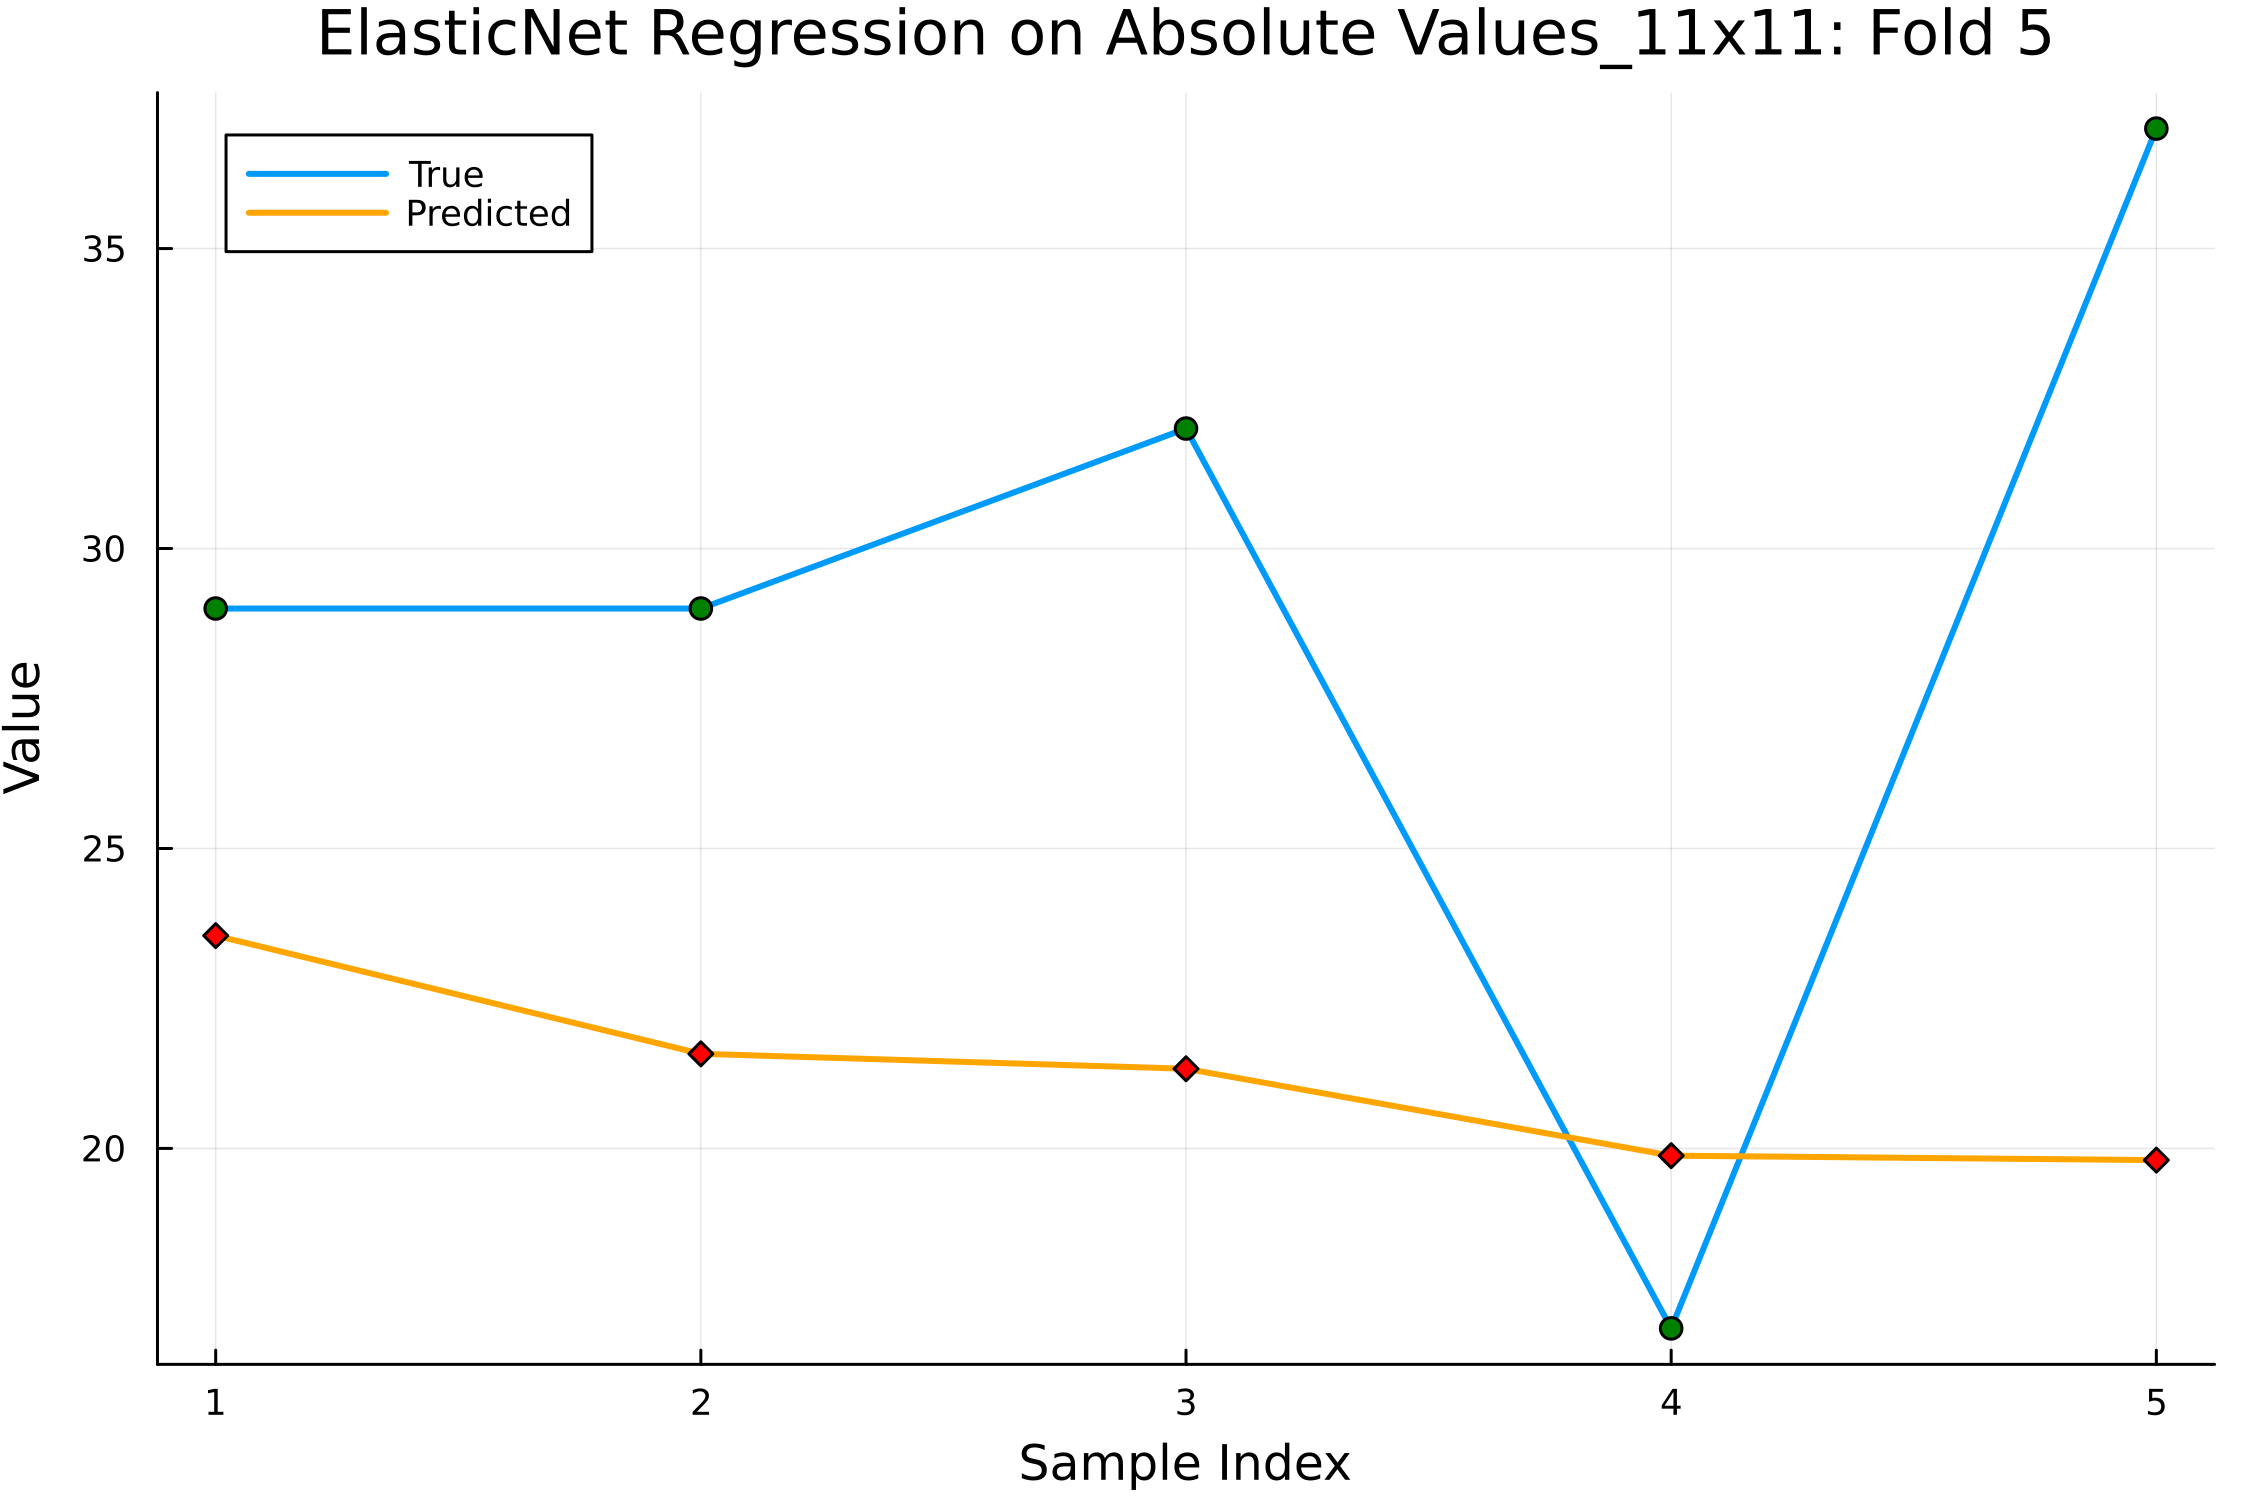 ElasticNet Regression on Absolute Values_11x11: Fold 5
True
Predicted
35
30
25
20
Value
1 2 3 4 5
Sample Index